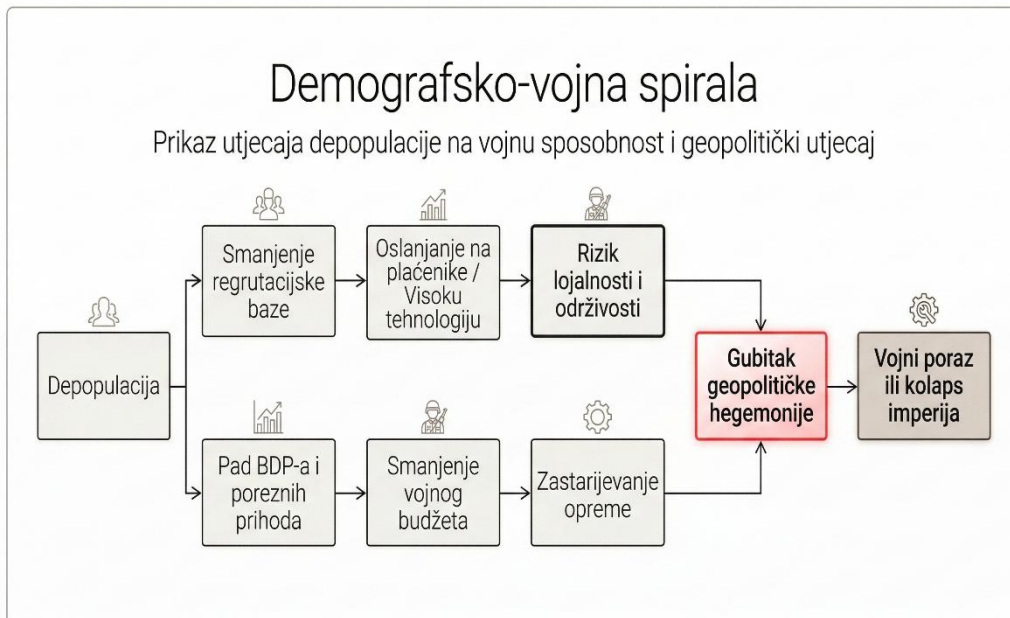 Demografsko-vojna spirala
Prikaz utjecaja depopulacije na vojnu sposobnost i geopolitički utjecaj
Depopulacija
Smanjenje
regrutacijske
baze
Oslanjanje na
plaćenike /
Visoku
tehnologiju
Rizik
lojalnosti i
održivosti
Pad BDP-a i
poreznih
prihoda
Smanjenje
vojnog
budžeta
Zastarijevanje
opreme
Gubitak
geopolitičke
hegemonije
Vojni poraz
ili kolaps
imperija